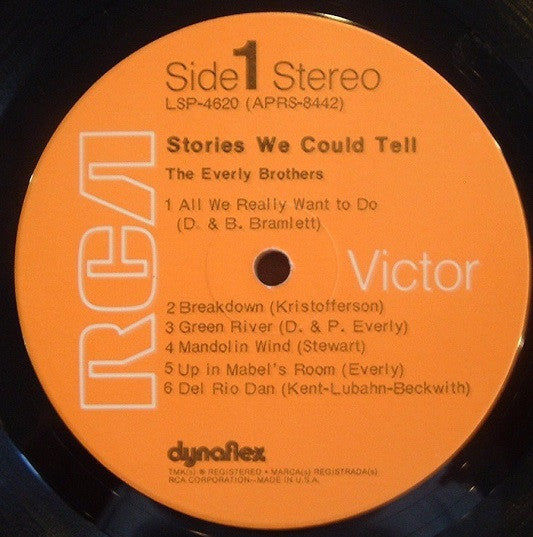 Side 1 Stereo
LSP-4620 (APRS-8442)
Stories We Could Tell
The Everly Brothers
1 All We Really Want to Do
(D. & B. Bramlett)
RCA
Victor
2 Breakdown (Kristofferson)
3 Green River (D. & P. Everly)
4 Mandolin Wind (Stewart)
5 Up in Mabel's Room (Everly)
6 Del Rio Dan (Kent-Lubahn-Beckwith)
dynaflex
TMK(s) ® REGISTERED • MARCA(s) REGISTRADA(s)
RCA CORPORATION—MADE IN U.S.A.